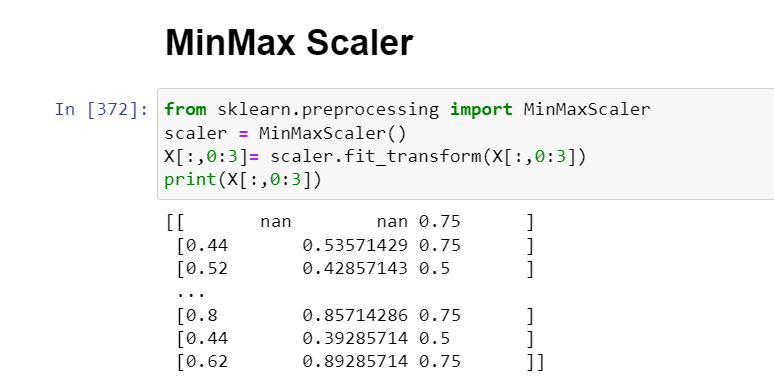 MinMax Scaler
In [372]: from sklearn.preprocessing import MinMaxScaler
scaler = MinMaxScaler()
X[:,0:3]= scaler.fit_transform(X[:,0:3])
print(X[:,0:3])
[[       nan        nan 0.75      ]
 [0.44       0.53571429 0.75      ]
 [0.52       0.42857143 0.5       ]
 ...
 [0.8        0.85714286 0.75      ]
 [0.44       0.39285714 0.5       ]
 [0.62       0.89285714 0.75      ]]